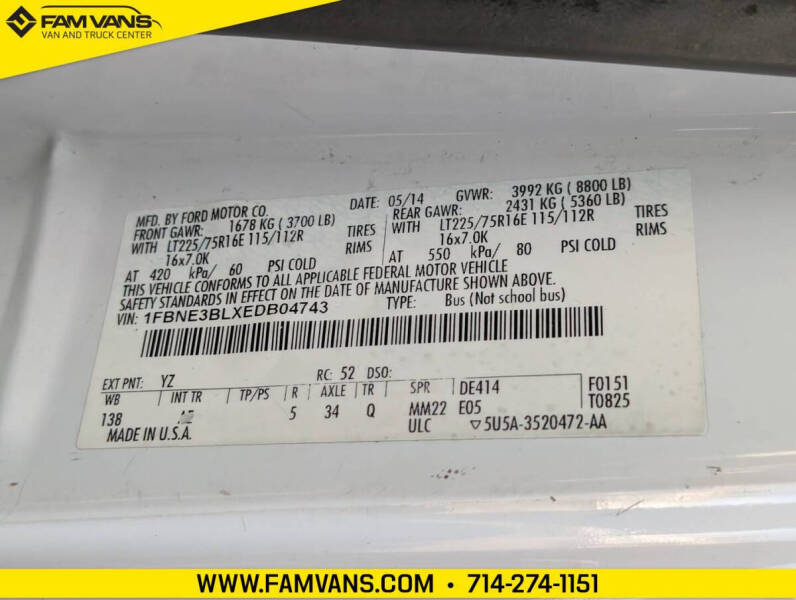 FAM VANS
VAN AND TRUCK CENTER
MFD. BY FORD MOTOR CO.
DATE: 05/14 GVWR: 3992 KG ( 8800 LB)
FRONT GAWR: 1678 KG ( 3700 LB) REAR GAWR: 2431 KG ( 5360 LB)
WITH LT225/75R16E 115/112R TIRES WITH LT225/75R16E 115/112R TIRES
16x7.0K RIMS 16x7.0K RIMS
AT 420 kPa/ 60 PSI COLD AT 550 kPa/ 80 PSI COLD
THIS VEHICLE CONFORMS TO ALL APPLICABLE FEDERAL MOTOR VEHICLE
SAFETY STANDARDS IN EFFECT ON THE DATE OF MANUFACTURE SHOWN ABOVE.
VIN: 1FBNE3BLXEDB04743 TYPE: Bus (Not school bus)
EXT PNT: YZ RC: 52 DSO:
WB INT TR TP/PS R AXLE TR SPR DE414 F0151
138 5 34 Q MM22 E05 T0825
MADE IN U.S.A. ULC ▽5U5A-3520472-AA
WWW.FAMVANS.COM • 714-274-1151